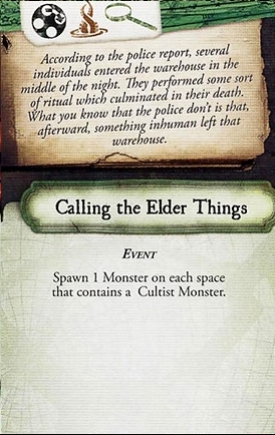 According to the police report, several
individuals entered the warehouse in the
middle of the night. They performed some sort
of ritual which culminated in their death.
What you know that the police don't is that,
afterward, something inhuman left that
warehouse.
Calling the Elder Things
EVENT
Spawn 1 Monster on each space
that contains a Cultist Monster.